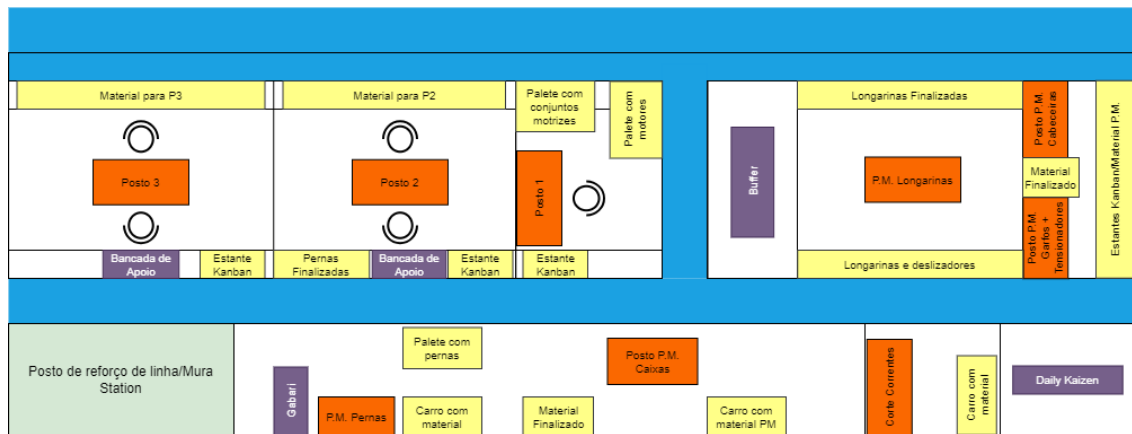 Material para P3
Material para P2
Palete com
conjuntos
motrizes
Palete com
motores
Longarinas Finalizadas
Posto P.M.
Cabeceiras
Estantes Kanban/Material P.M.
Posto 3
Posto 2
Posto 1
Buffer
P.M. Longarinas
Material
Finalizado
Posto P.M.
Garfos +
Tensionadores
Bancada de
Apoio
Estante
Kanban
Pernas
Finalizadas
Bancada de
Apoio
Estante
Kanban
Estante
Kanban
Longarinas e deslizadores
Posto de reforço de linha/Mura
Station
Gabari
Palete com
pernas
P.M. Pernas
Carro com
material
Material
Finalizado
Posto P.M.
Caixas
Carro com
material PM
Corte Correntes
Carro com
material
Daily Kaizen